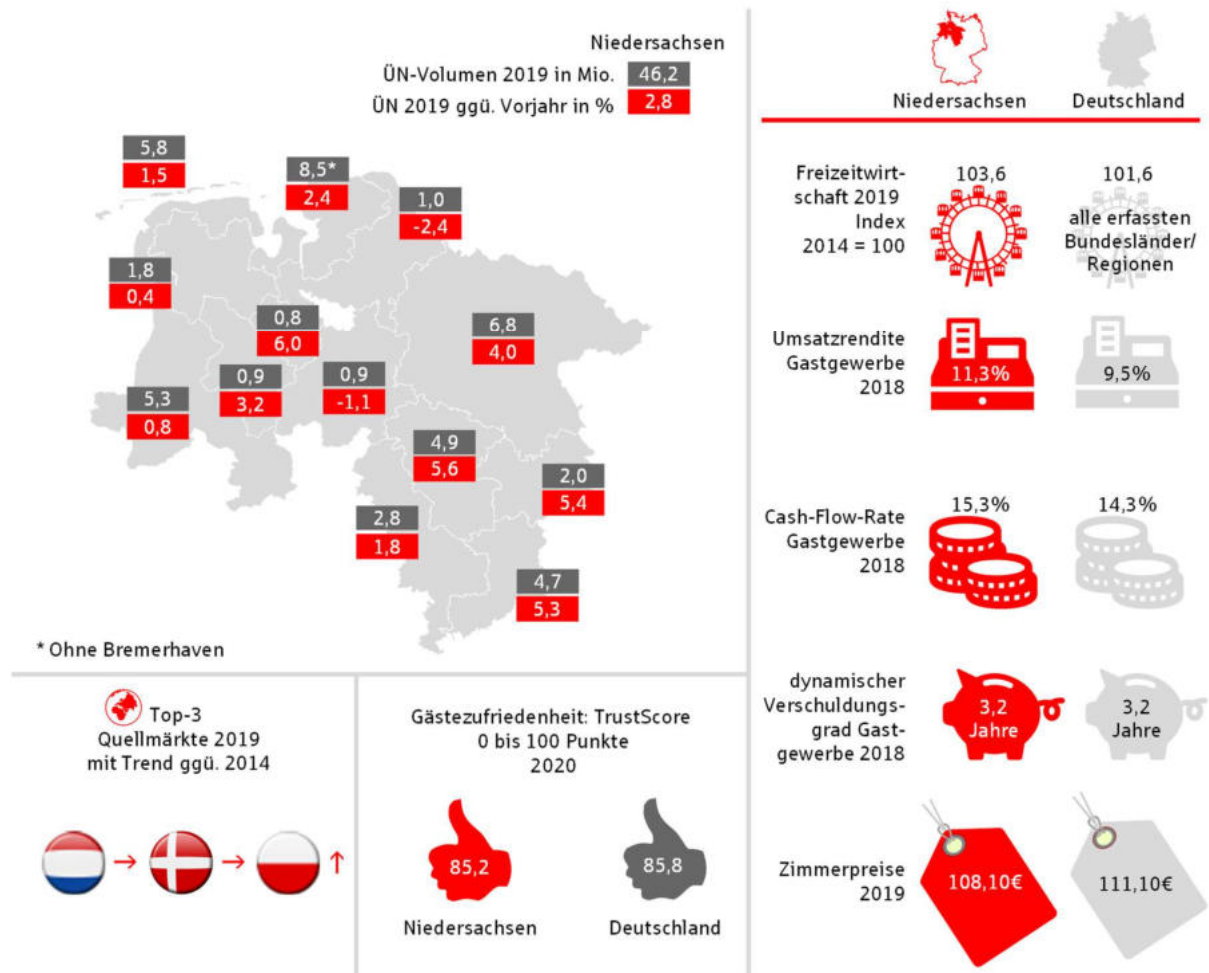 Niedersachsen
ÜN-Volumen 2019 in Mio. 46,2
ÜN 2019 ggü. Vorjahr in % 2,8
5,8
1,5
8,5*
2,4
1,0
-2,4
1,8
0,4
0,8
6,0
6,8
4,0
0,9
3,2
0,9
-1,1
5,3
0,8
4,9
5,6
2,0
5,4
2,8
1,8
4,7
5,3
* Ohne Bremerhaven
Top-3
Quellmärkte 2019
mit Trend ggü. 2014
→ → ↑
Gästezufriedenheit: TrustScore
0 bis 100 Punkte
2020
85,2
85,8
Niedersachsen
Deutschland
Niedersachsen
Deutschland
Freizeitwirt-
schaft 2019
Index
2014 = 100
103,6
101,6
alle erfassten
Bundesländer/
Regionen
Umsatzrendite
Gastgewerbe
2018
11,3%
9,5%
Cash-Flow-Rate
Gastgewerbe
2018
15,3%
14,3%
dynamischer
Verschuldungs-
grad Gast-
gewerbe 2018
3,2
Jahre
3,2
Jahre
Zimmerpreise
2019
108,10€
111,10€